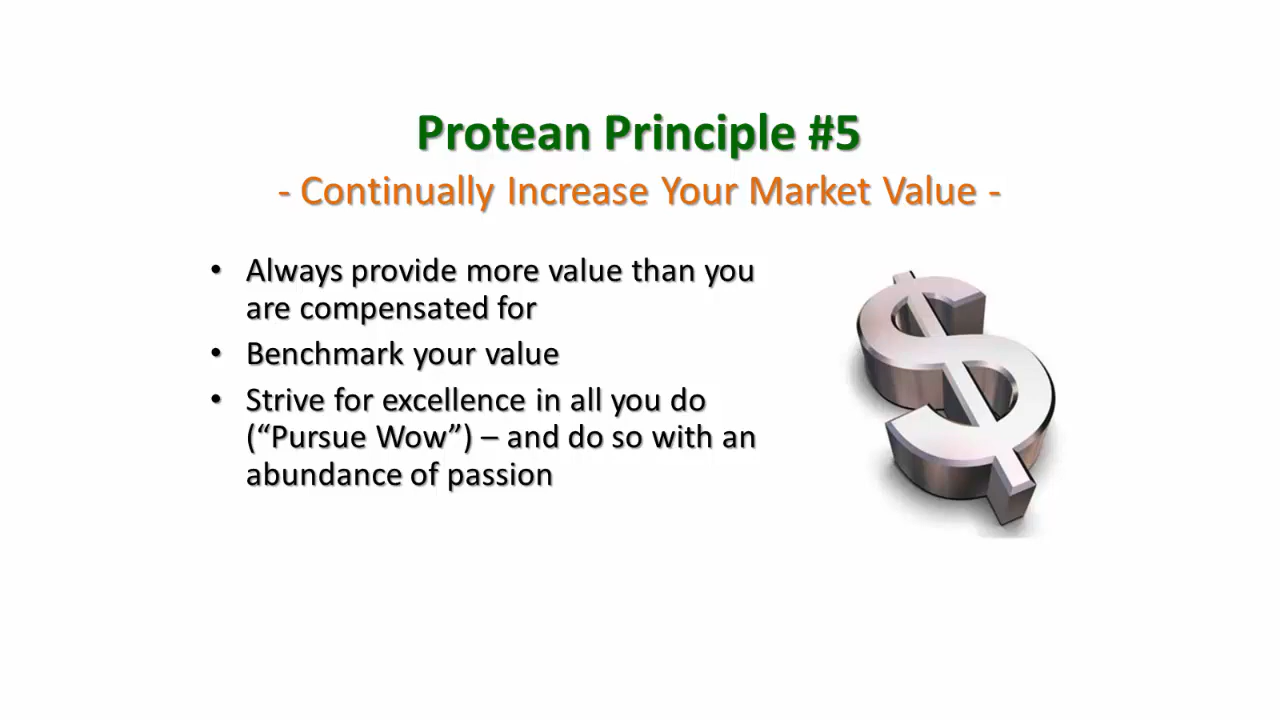 Protean Principle #5
- Continually Increase Your Market Value -
• Always provide more value than you
are compensated for
• Benchmark your value
• Strive for excellence in all you do
(“Pursue Wow”) – and do so with an
abundance of passion